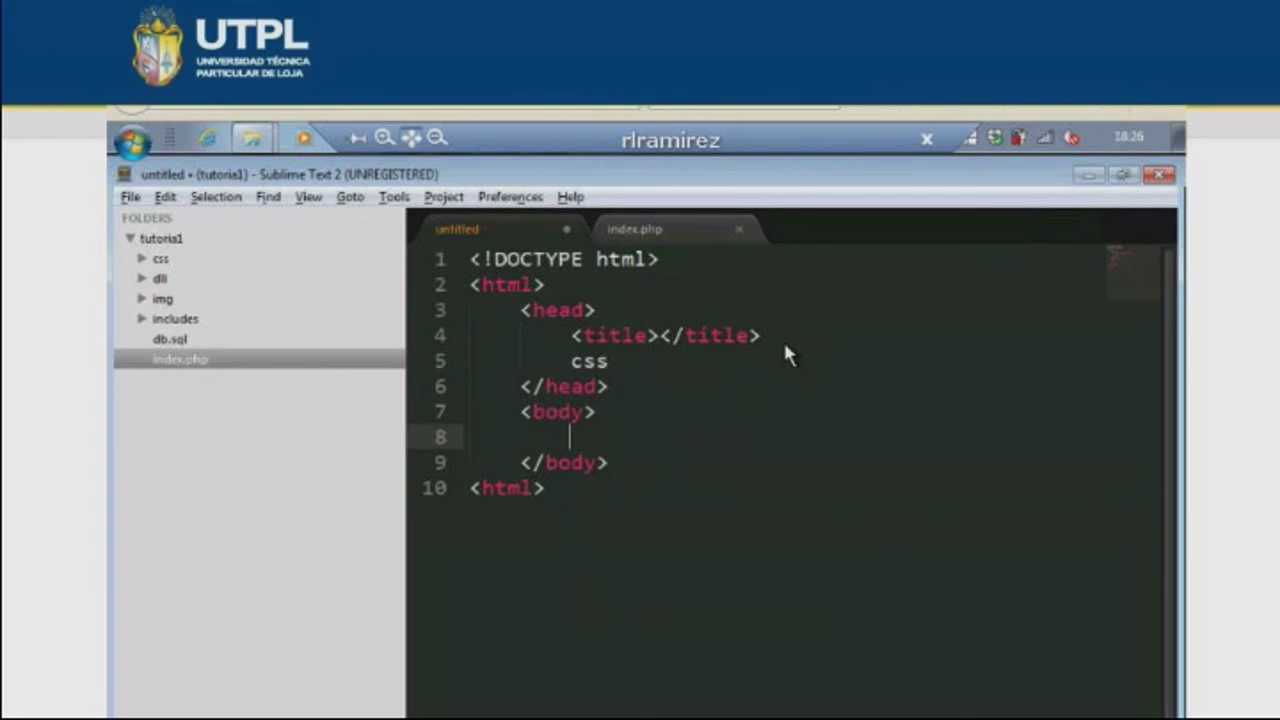 UTPL
UNIVERSIDAD TÉCNICA
PARTICULAR DE LOJA
rlramirez
x
18:26
untitled • (tutoria1) - Sublime Text 2 (UNREGISTERED)
File Edit Selection Find View Goto Tools Project Preferences Help
FOLDERS
tutoria1
css
dll
img
includes
db.sql
index.php
untitled
index.php
1 <!DOCTYPE html>
2 <html>
3 <head>
4 <title></title>
5 css
6 </head>
7 <body>
8
9 </body>
10 <html>